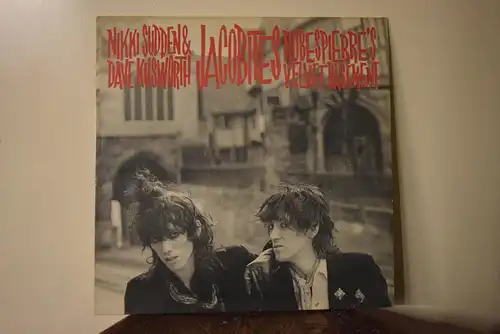 NIKKI SUDDEN &
DAVE KUSWORTH
JACOBITES
ROBESPIERRE'S
VELVET BASEMENT